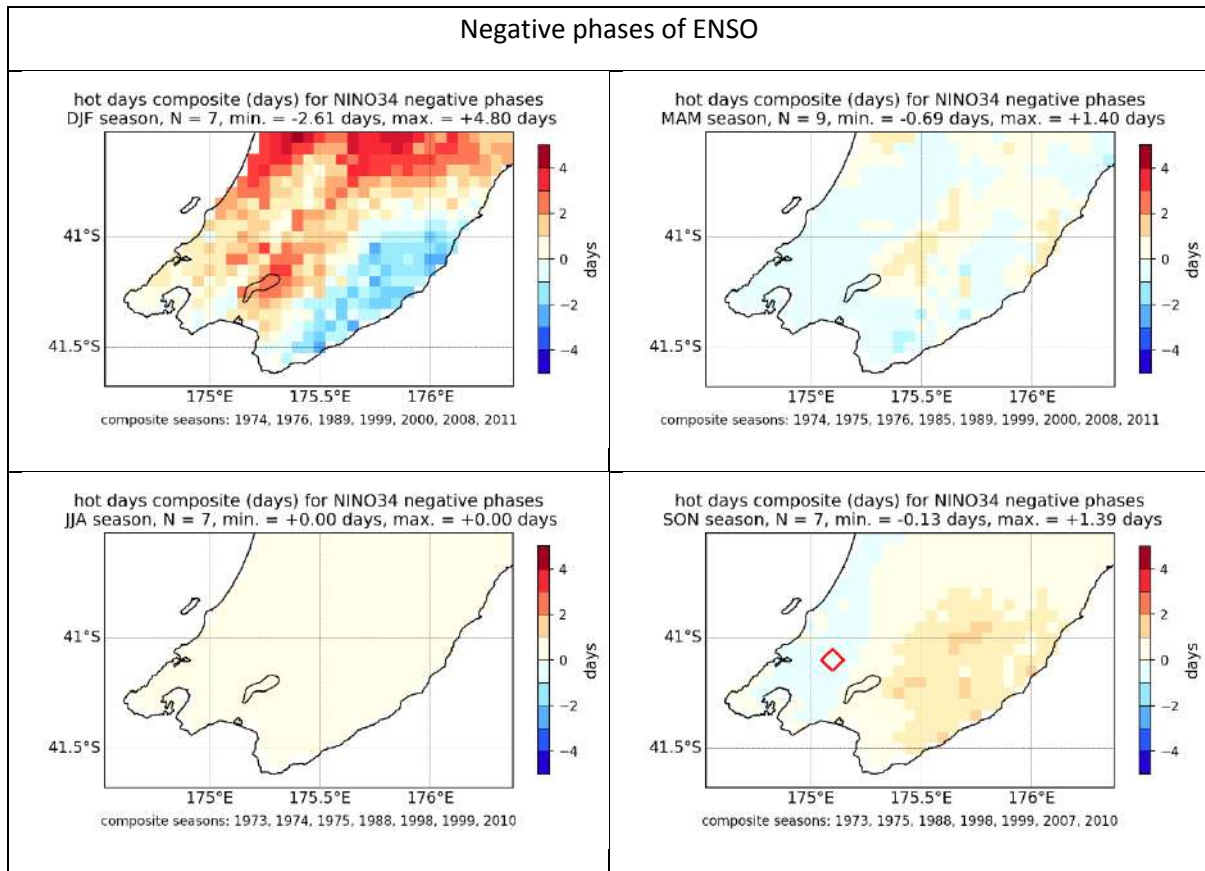 Negative phases of ENSO
hot days composite (days) for NINO34 negative phases
DJF season, N = 7, min. = -2.61 days, max. = +4.80 days
4
2
0
−2
−4
days
41°S
41.5°S
175°E
175.5°E
176°E
composite seasons: 1974, 1976, 1989, 1999, 2000, 2008, 2011
hot days composite (days) for NINO34 negative phases
MAM season, N = 9, min. = -0.69 days, max. = +1.40 days
4
2
0
−2
−4
days
41°S
41.5°S
175°E
175.5°E
176°E
composite seasons: 1974, 1975, 1976, 1985, 1989, 1999, 2000, 2008, 2011
hot days composite (days) for NINO34 negative phases
JJA season, N = 7, min. = +0.00 days, max. = +0.00 days
4
2
0
−2
−4
days
41°S
41.5°S
175°E
175.5°E
176°E
composite seasons: 1973, 1974, 1975, 1988, 1998, 1999, 2010
hot days composite (days) for NINO34 negative phases
SON season, N = 7, min. = -0.13 days, max. = +1.39 days
4
2
0
−2
−4
days
41°S
41.5°S
175°E
175.5°E
176°E
composite seasons: 1973, 1975, 1988, 1998, 1999, 2007, 2010